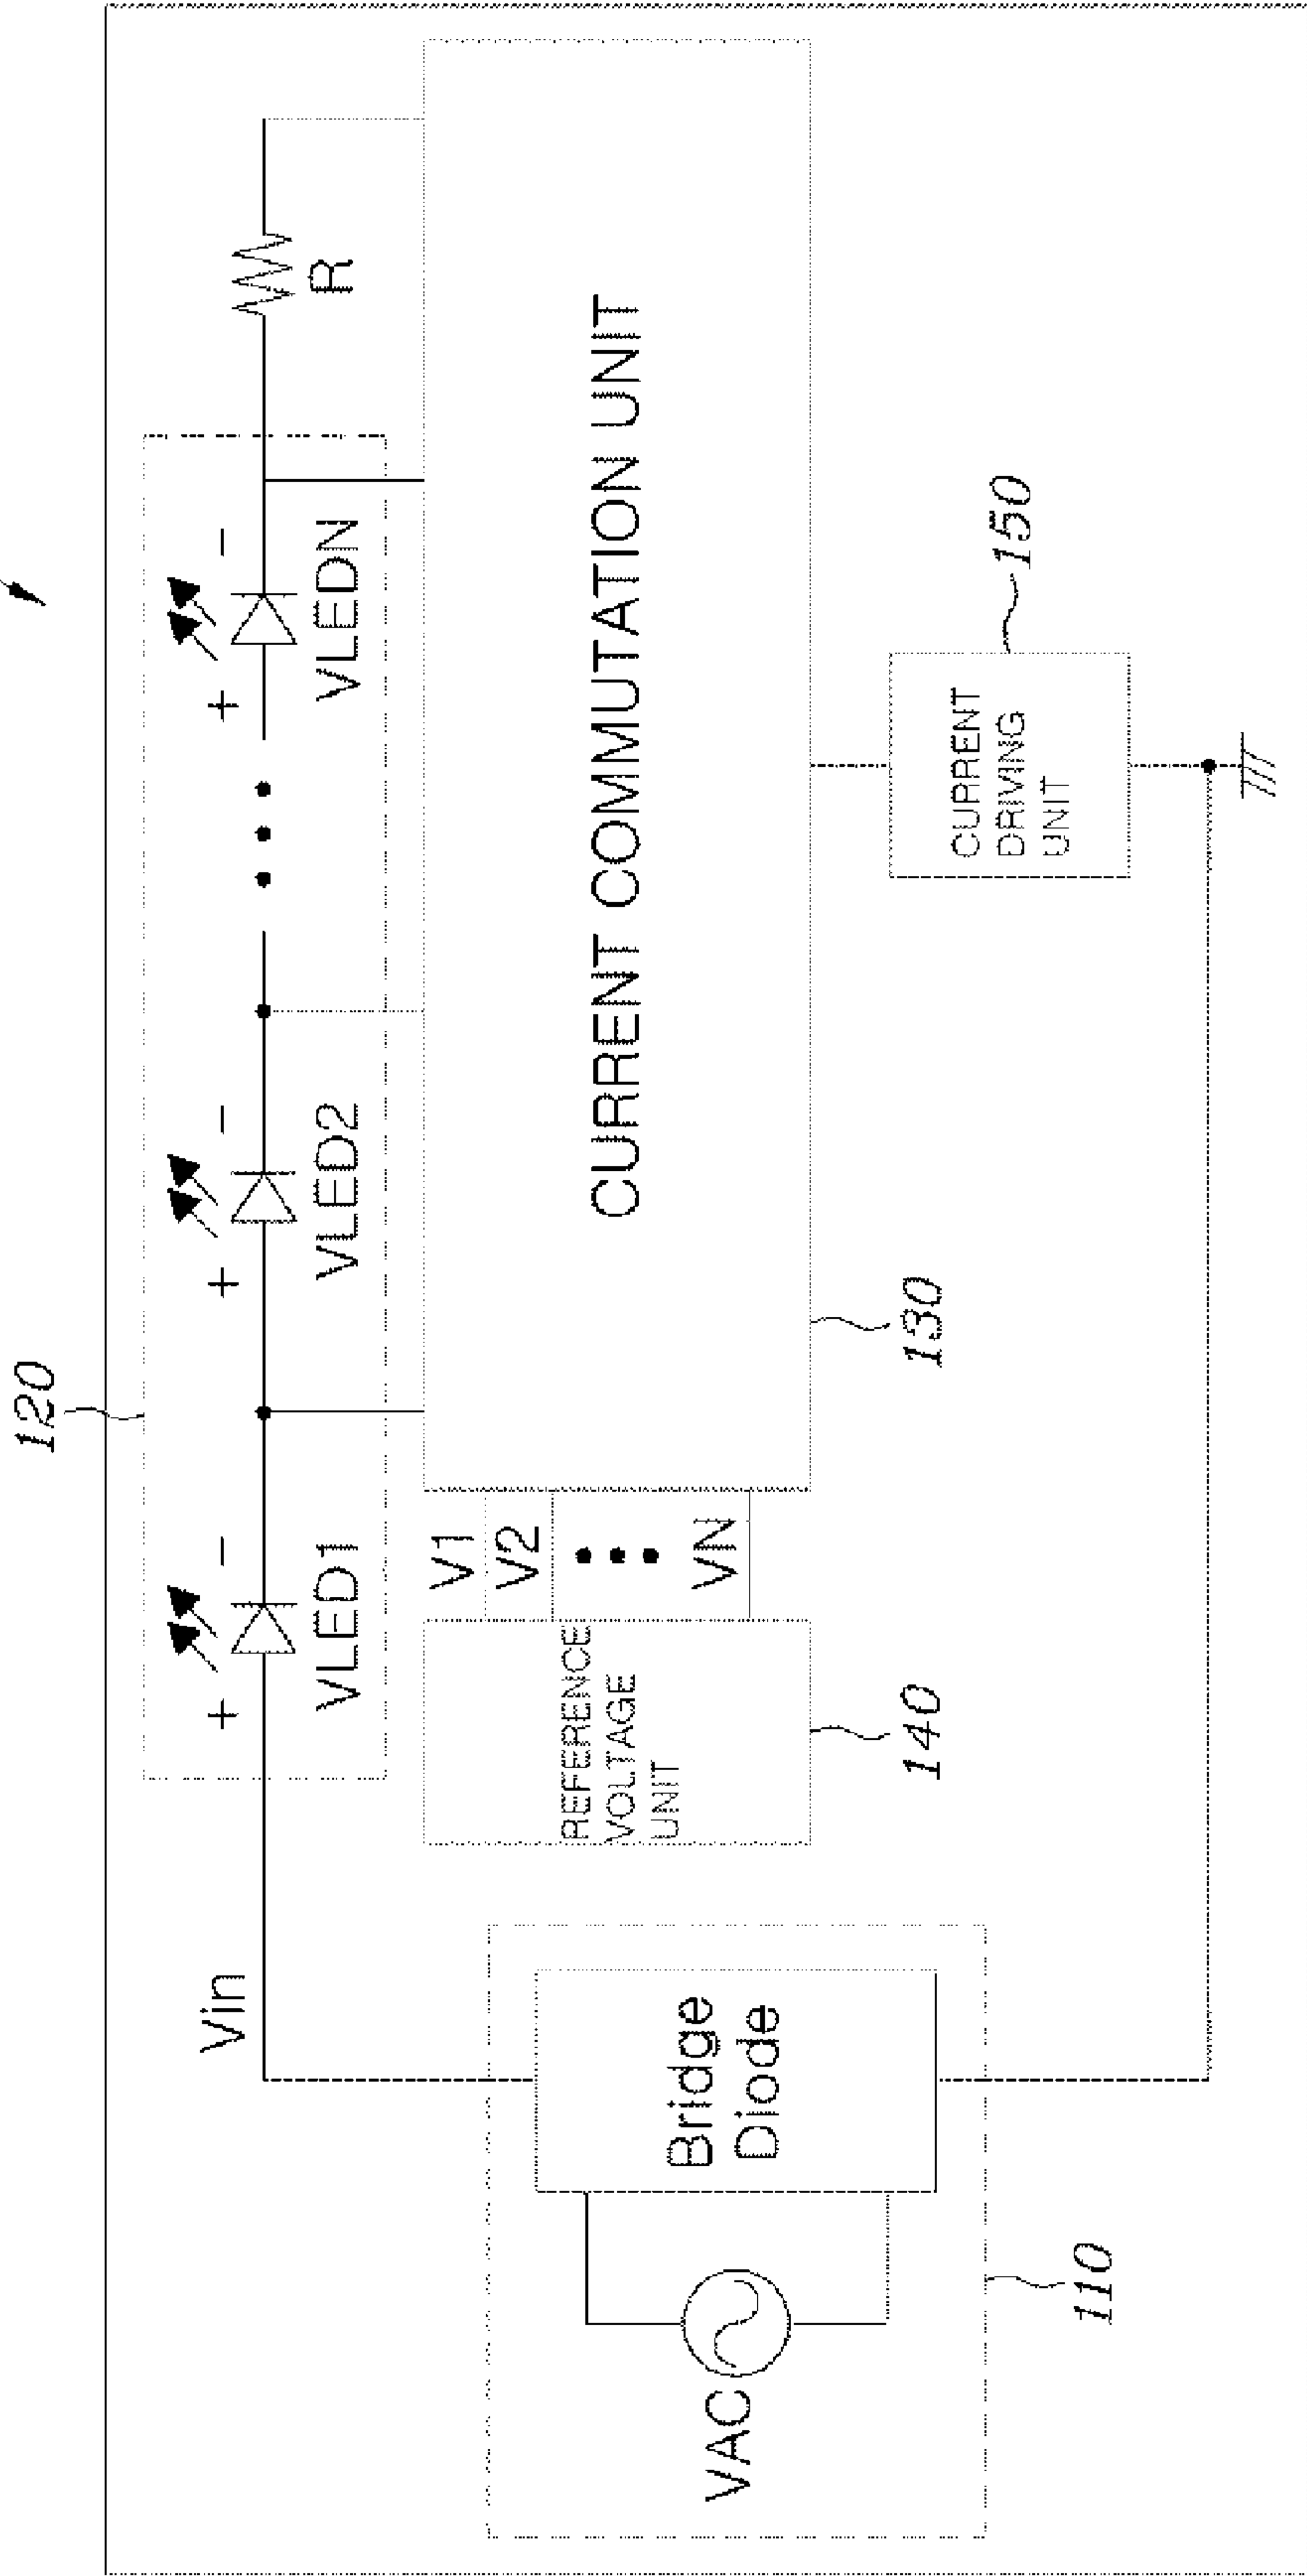 120
Vin
+
-
VLED1
+
-
VLED2
+
-
VLEDN
R
V1
V2
VN
REFERENCE
VOLTAGE
UNIT
140
CURRENT COMMUTATION UNIT
130
CURRENT
DRIVING
UNIT
150
VAC
Bridge
Diode
110